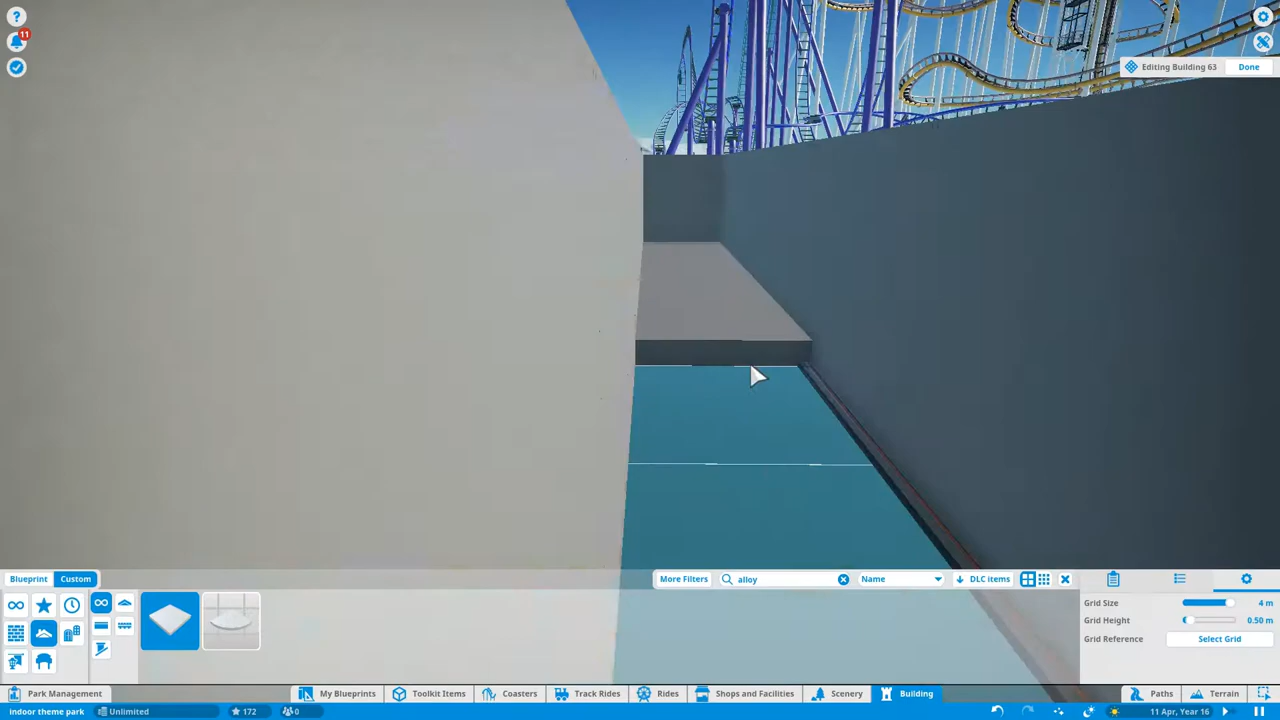 ?
11
Editing Building 63 Done
Blueprint Custom More Filters alloy Name DLC items
Grid Size 4 m
Grid Height 0.50 m
Grid Reference Select Grid
Park Management My Blueprints Toolkit Items Coasters Track Rides Rides Shops and Facilities Scenery Building Paths Terrain
indoor theme park Unlimited 172 0 11 Apr, Year 16